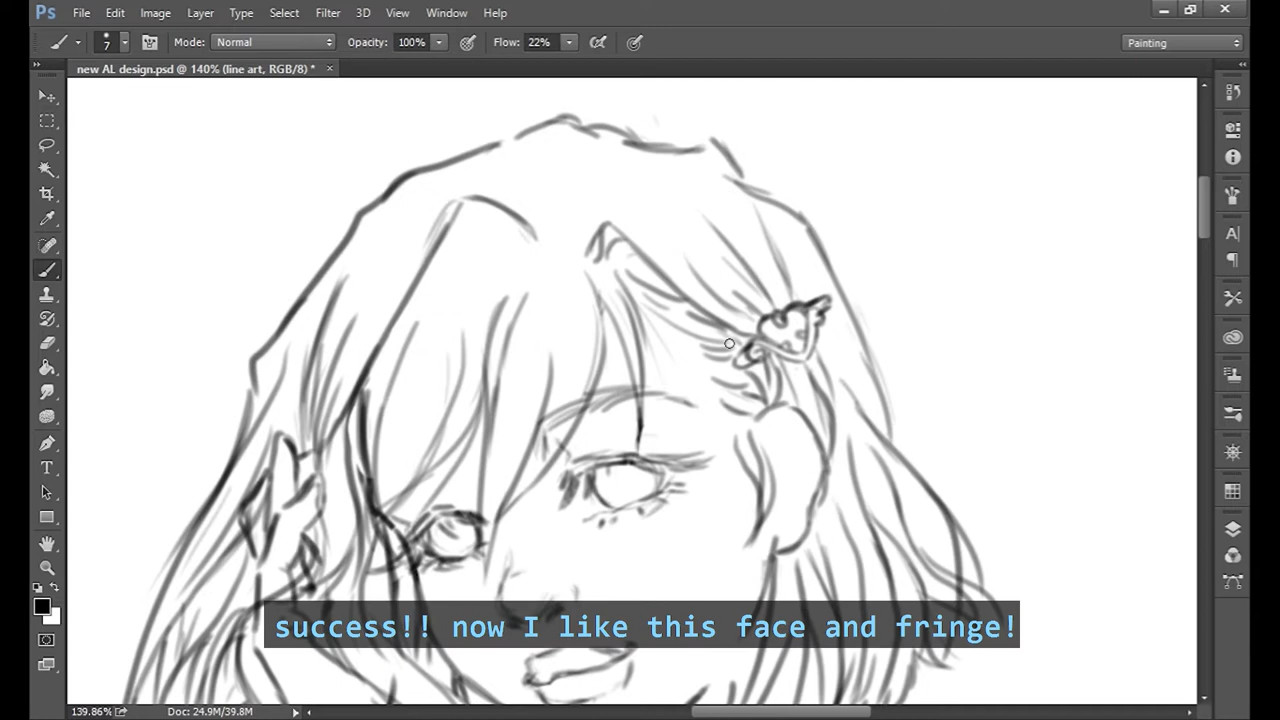 Ps File Edit Image Layer Type Select Filter 3D View Window Help
7 Mode: Normal Opacity: 100% Flow: 22% Painting
new AL design.psd @ 140% (line art, RGB/8) *
success!! now I like this face and fringe!
139.86% Doc: 24.9M/39.8M